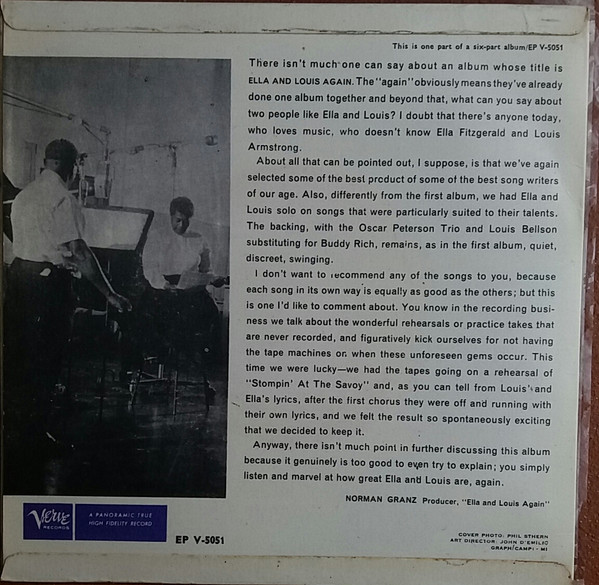 This is one part of a six-part album/EP V-5051
There isn't much one can say about an album whose title is
ELLA AND LOUIS AGAIN. The "again" obviously means they've already
done one album together and beyond that, what can you say about
two people like Ella and Louis? I doubt that there's anyone today,
who loves music, who doesn't know Ella Fitzgerald and Louis
Armstrong.
About all that can be pointed out, I suppose, is that we've again
selected some of the best product of some of the best song writers
of our age. Also, differently from the first album, we had Ella and
Louis solo on songs that were particularly suited to their talents.
The backing, with the Oscar Peterson Trio and Louis Bellson
substituting for Buddy Rich, remains, as in the first album, quiet,
discreet, swinging.
I don't want to recommend any of the songs to you, because
each song in its own way is equally as good as the others; but this
is one I'd like to comment about. You know in the recording busi-
ness we talk about the wonderful rehearsals or practice takes that
are never recorded, and figuratively kick ourselves for not having
the tape machines on when these unforeseen gems occur. This
time we were lucky—we had the tapes going on a rehearsal of
"Stompin' At The Savoy" and, as you can tell from Louis' and
Ella's lyrics, after the first chorus they were off and running with
their own lyrics, and we felt the result so spontaneously exciting
that we decided to keep it.
Anyway, there isn't much point in further discussing this album
because it genuinely is too good to even try to explain; you simply
listen and marvel at how great Ella and Louis are, again.
NORMAN GRANZ Producer, "Ella and Louis Again"
Verve
RECORDS
A PANORAMIC TRUE
HIGH FIDELITY RECORD
EP V-5051
COVER PHOTO: PHIL STHERN
ART DIRECTOR: JOHN D'EMILIO
GRAPH/CAMPI - MI